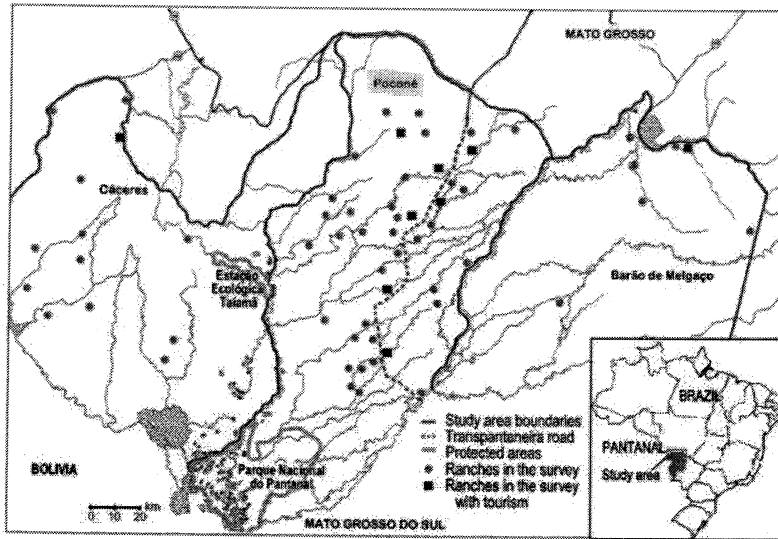 MATO GROSSO
Poconé
Cáceres
Estação
Ecológica
Taiamã
Barão de Melgaço
BOLIVIA
Parque Nacional
do Pantanal
km
0 10 20
MATO GROSSO DO SUL
Study area boundaries
Transpantaneira road
Protected areas
Ranches in the survey
Ranches in the survey
with tourism
BRAZIL
PANTANAL
Study area